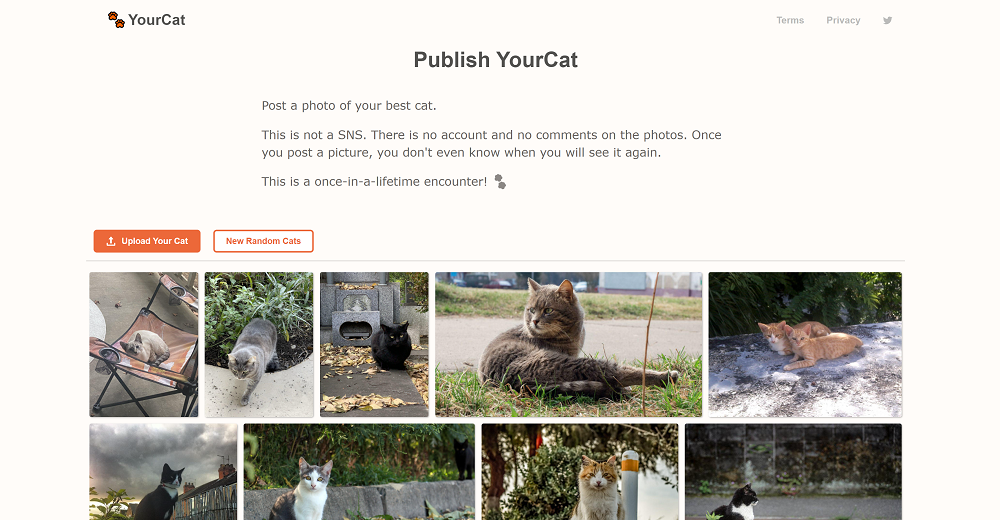 YourCat
Terms
Privacy
Publish YourCat
Post a photo of your best cat.
This is not a SNS. There is no account and no comments on the photos. Once
you post a picture, you don't even know when you will see it again.
This is a once-in-a-lifetime encounter!
Upload Your Cat
New Random Cats